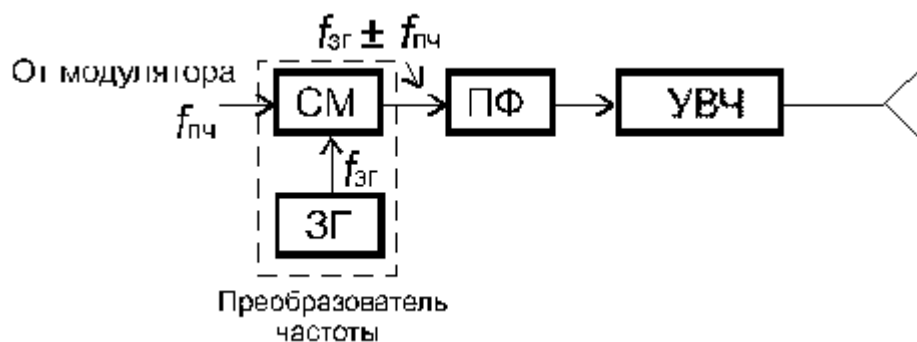 fзг ± fпч
От модулятора
СМ
ПФ
УВЧ
fпч
fзг
ЗГ
Преобразователь
частоты